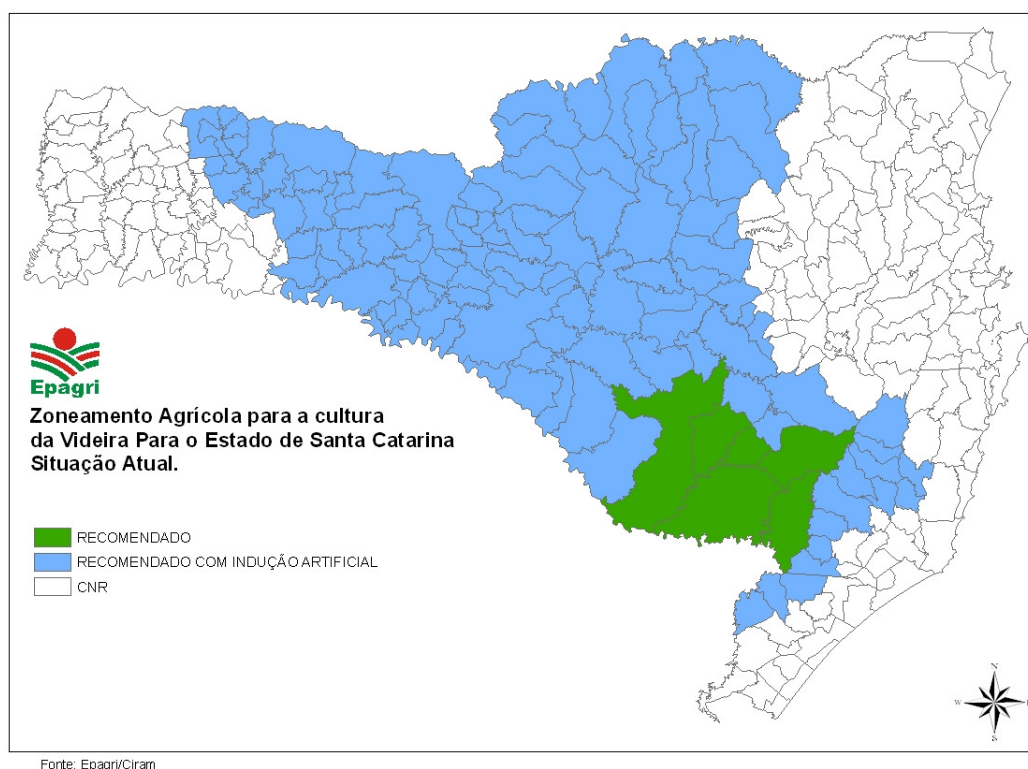 Epagri
Zoneamento Agrícola para a cultura
da Videira Para o Estado de Santa Catarina
Situação Atual.
RECOMENDADO
RECOMENDADO COM INDUÇÃO ARTIFICIAL
CNR
N
W
E
S
Fonte: Epagri/Ciram